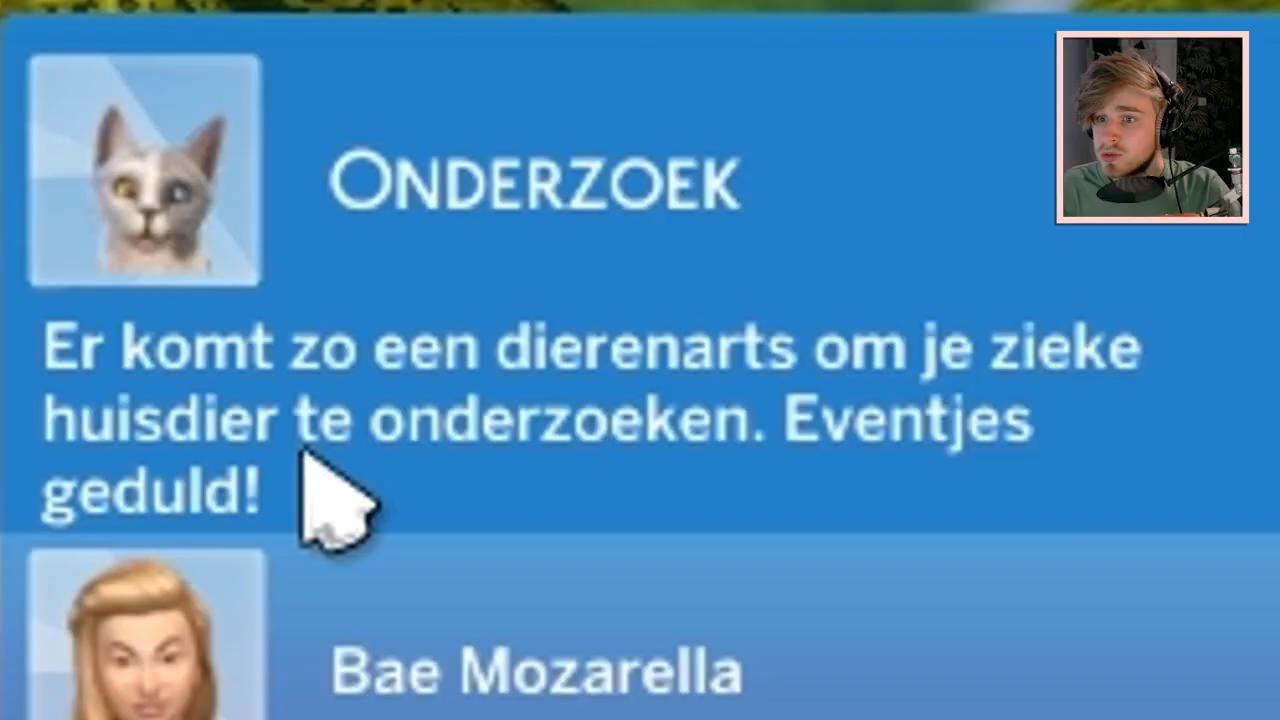 ONDERZOEK
Er komt zo een dierenarts om je zieke
huisdier te onderzoeken. Eventjes
geduld!
Bae Mozarella